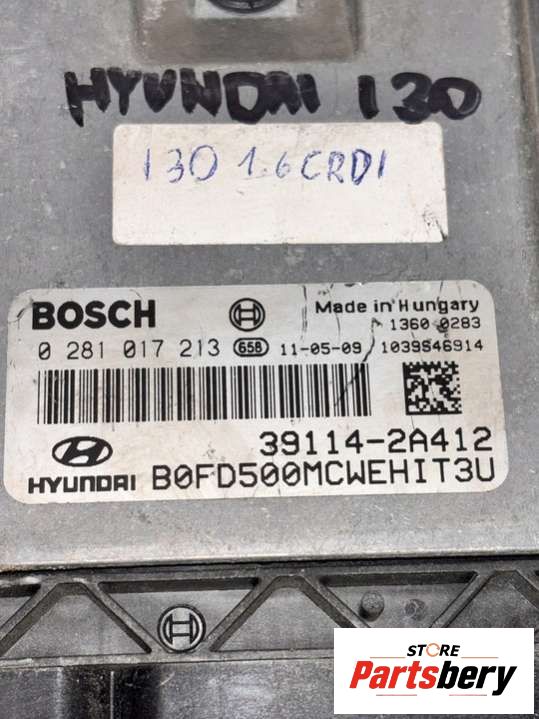 HYUNDAI I30
I30 1.6CRDI
BOSCH Made in Hungary
1360 0283
0 281 017 213 658 11-05-09 1039S46914
39114-2A412
HYUNDAI B0FD500MCWEHIT3U
STORE
Partsbery